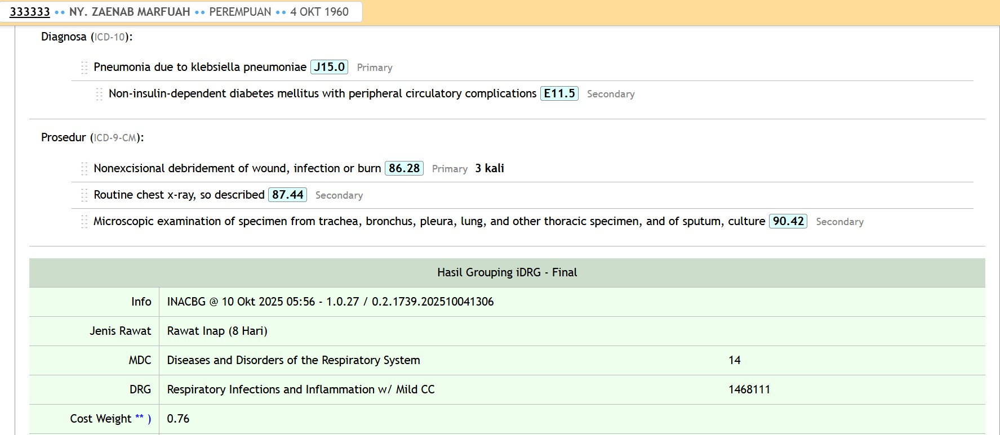 333333 •• NY. ZAENAB MARFUAH •• PEREMPUAN •• 4 OKT 1960
Diagnosa (ICD-10):
Pneumonia due to klebsiella pneumoniae J15.0 Primary
Non-insulin-dependent diabetes mellitus with peripheral circulatory complications E11.5 Secondary
Prosedur (ICD-9-CM):
Nonexcisional debridement of wound, infection or burn 86.28 Primary 3 kali
Routine chest x-ray, so described 87.44 Secondary
Microscopic examination of specimen from trachea, bronchus, pleura, lung, and other thoracic specimen, and of sputum, culture 90.42 Secondary
Hasil Grouping iDRG - Final
Info INACBG @ 10 Okt 2025 05:56 - 1.0.27 / 0.2.1739.202510041306
Jenis Rawat Rawat Inap (8 Hari)
MDC Diseases and Disorders of the Respiratory System 14
DRG Respiratory Infections and Inflammation w/ Mild CC 1468111
Cost Weight ** ) 0.76